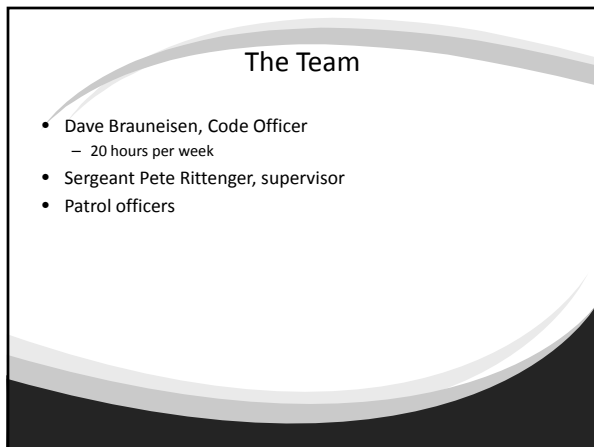 The Team
• Dave Brauneisen, Code Officer
– 20 hours per week
• Sergeant Pete Rittenger, supervisor
• Patrol officers